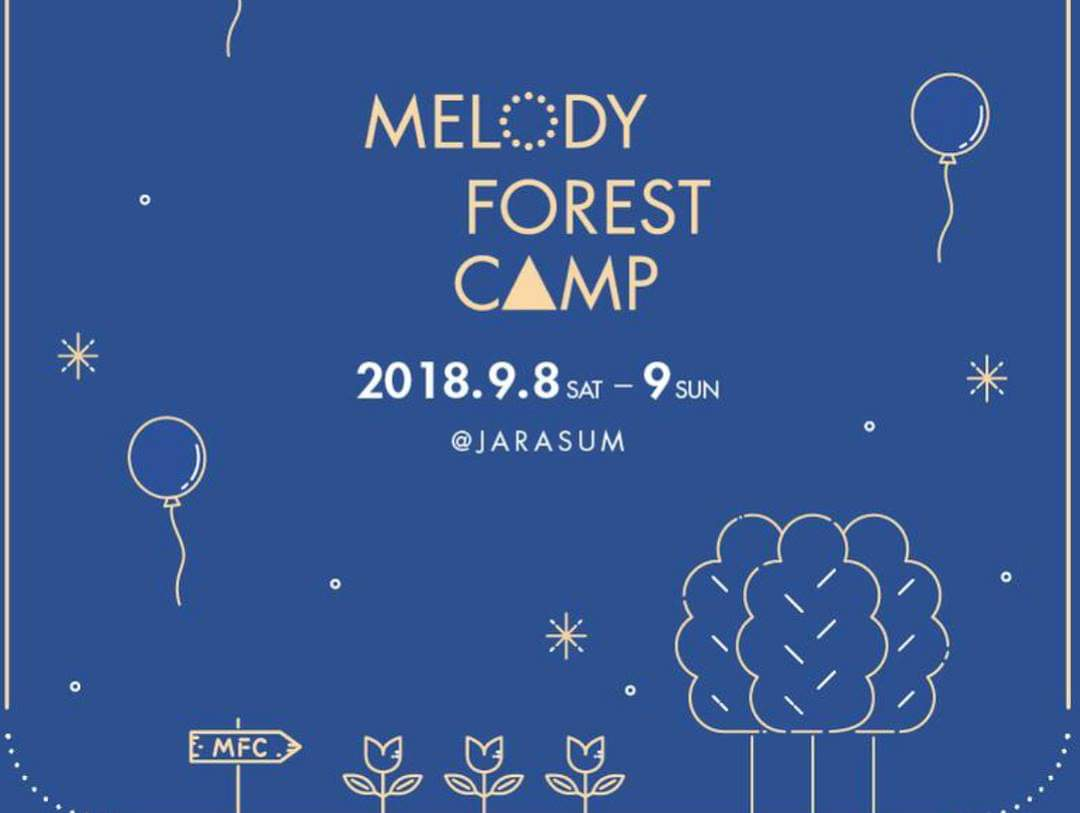 MELODY
FOREST
CAMP
2018.9.8 SAT – 9 SUN
@JARASUM
MFC